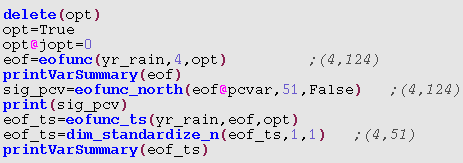 delete(opt)
opt=True
opt@jopt=0
eof=eofunc(yr_rain,4,opt) ;(4,124)
printVarSummary(eof)
sig_pcv=eofunc_north(eof@pcvar,51,False) ;(4,124)
print(sig_pcv)
eof_ts=eofunc_ts(yr_rain,eof,opt)
eof_ts=dim_standardize_n(eof_ts,1,1) ;(4,51)
printVarSummary(eof_ts)